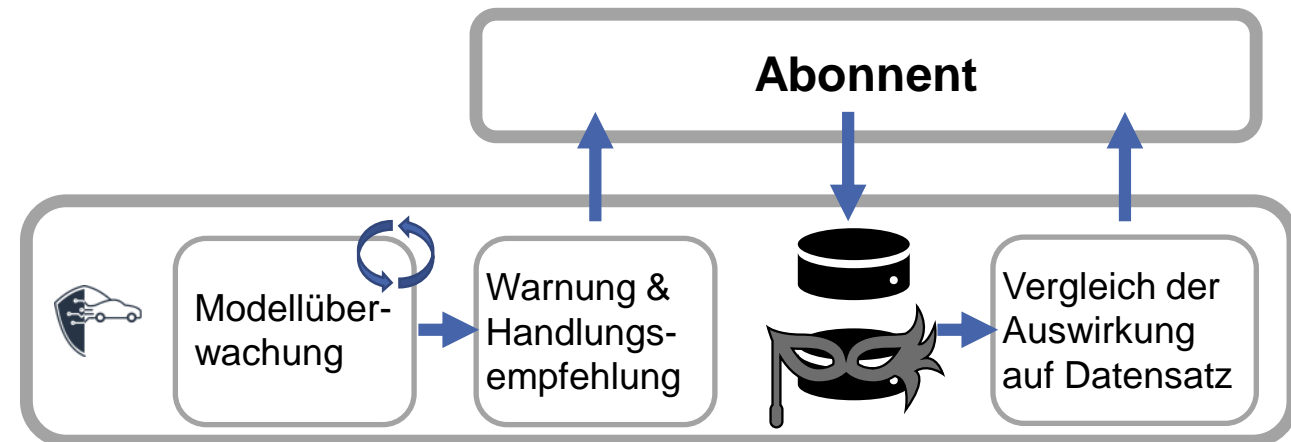 Abonnent
Modellüber-
wachung
Warnung &
Handlungs-
empfehlung
Vergleich der
Auswirkung
auf Datensatz